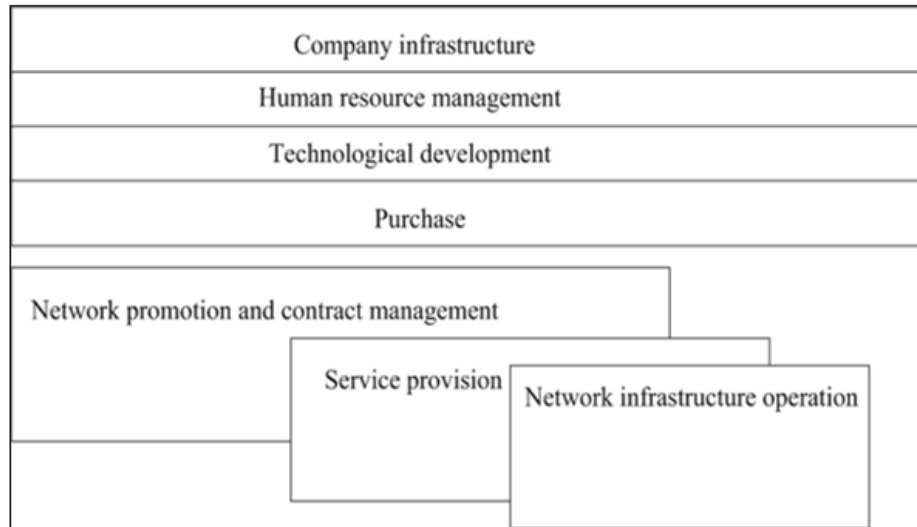 Company infrastructure
Human resource management
Technological development
Purchase
Network promotion and contract management
Service provision
Network infrastructure operation